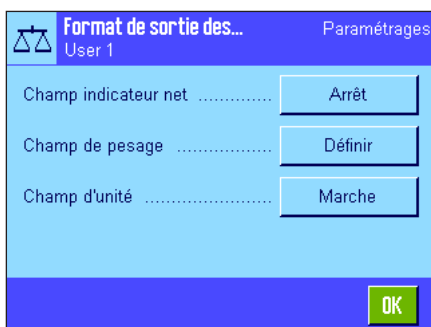 Format de sortie des... Paramétrages
User 1
Champ indicateur net .............. Arrêt
Champ de pesage ................. Définir
Champ d'unité ....................... Marche
OK